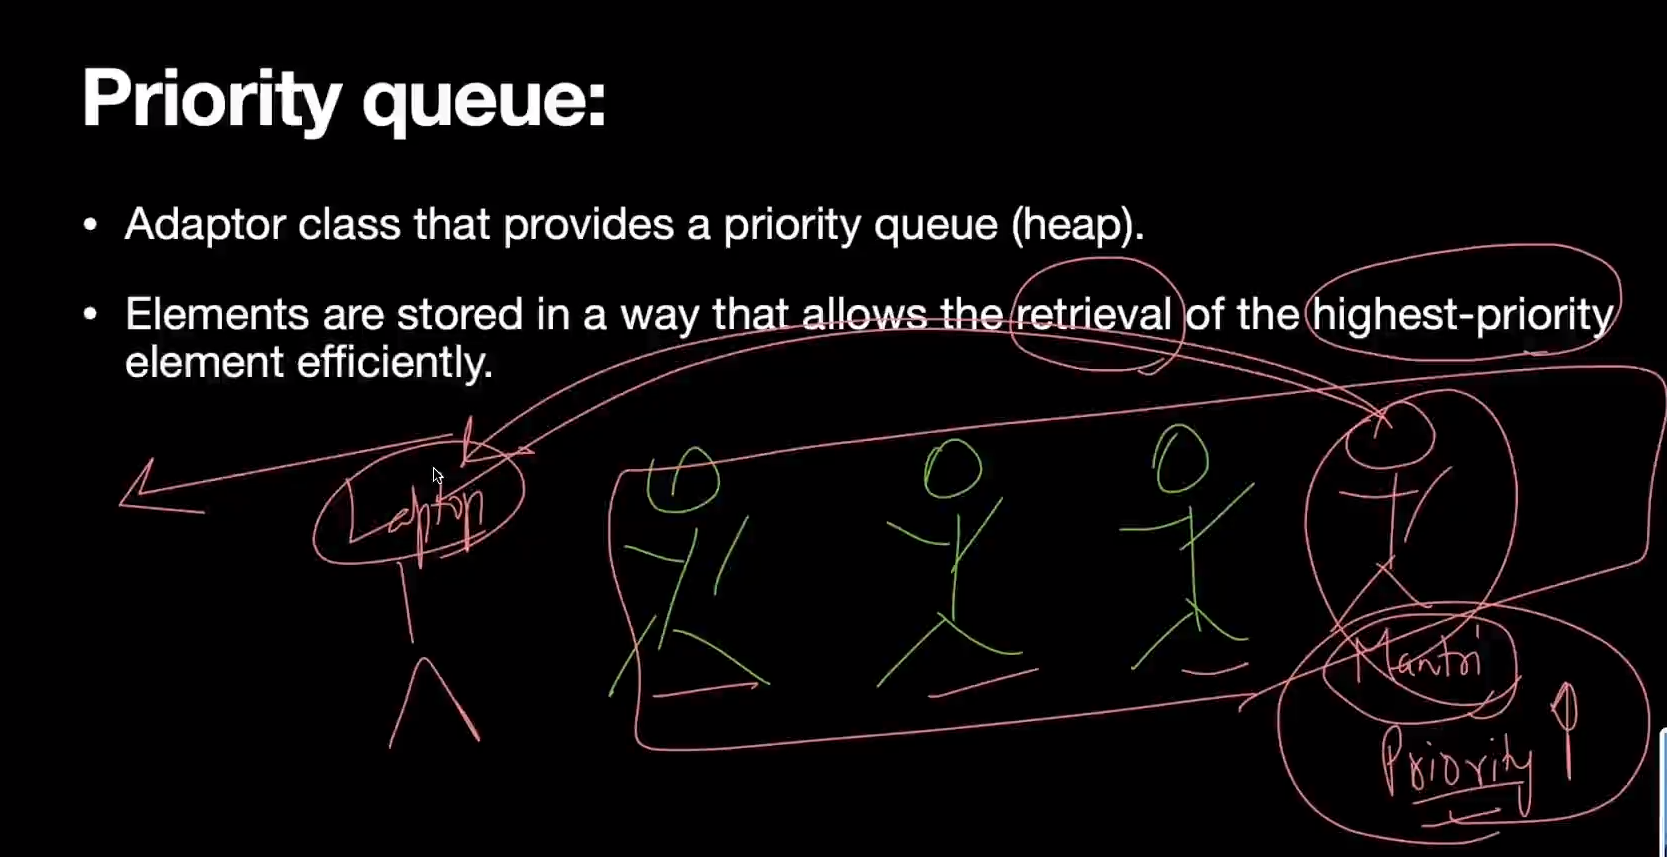 Priority queue:
• Adaptor class that provides a priority queue (heap).
• Elements are stored in a way that allows the retrieval of the highest-priority
element efficiently.
Laptop
Mantri
Priority ↑